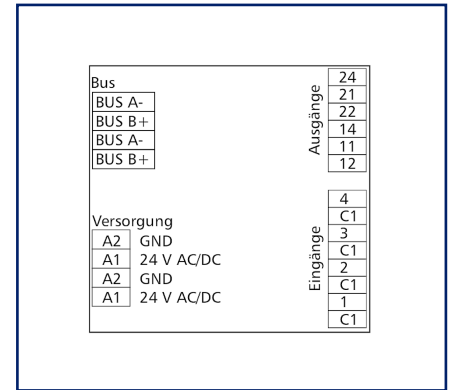 Bus
BUS A-
BUS B+
BUS A-
BUS B+
Versorgung
A2 GND
A1 24 V AC/DC
A2 GND
A1 24 V AC/DC
Ausgänge
24
21
22
14
11
12
Eingänge
4
C1
3
C1
2
C1
1
C1